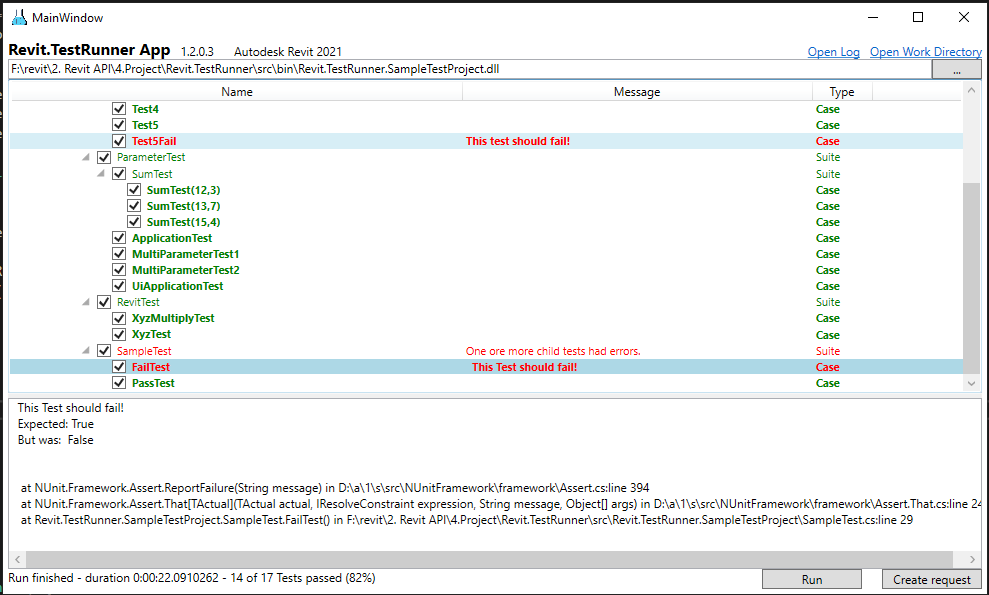 MainWindow
Revit.TestRunner App 1.2.0.3 Autodesk Revit 2021 Open Log Open Work Directory
F:\revit\2. Revit API\4.Project\Revit.TestRunner\src\bin\Revit.TestRunner.SampleTestProject.dll ...
Name Message Type
Test4 Case
Test5 Case
Test5Fail This test should fail! Case
ParameterTest Suite
SumTest Suite
SumTest(12,3) Case
SumTest(13,7) Case
SumTest(15,4) Case
ApplicationTest Case
MultiParameterTest1 Case
MultiParameterTest2 Case
UiApplicationTest Case
RevitTest Suite
XyzMultiplyTest Case
XyzTest Case
SampleTest One ore more child tests had errors. Suite
FailTest This Test should fail! Case
PassTest Case
This Test should fail!
Expected: True
But was: False
at NUnit.Framework.Assert.ReportFailure(String message) in D:\a\1\s\src\NUnitFramework\framework\Assert.cs:line 394
at NUnit.Framework.Assert.That[TActual](TActual actual, IResolveConstraint expression, String message, Object[] args) in D:\a\1\s\src\NUnitFramework\framework\Assert.That.cs:line
at Revit.TestRunner.SampleTestProject.SampleTest.FailTest() in F:\revit\2. Revit API\4.Project\Revit.TestRunner\src\Revit.TestRunner.SampleTestProject\SampleTest.cs:line 29
Run finished - duration 0:00:22.0910262 - 14 of 17 Tests passed (82%) Run Create request